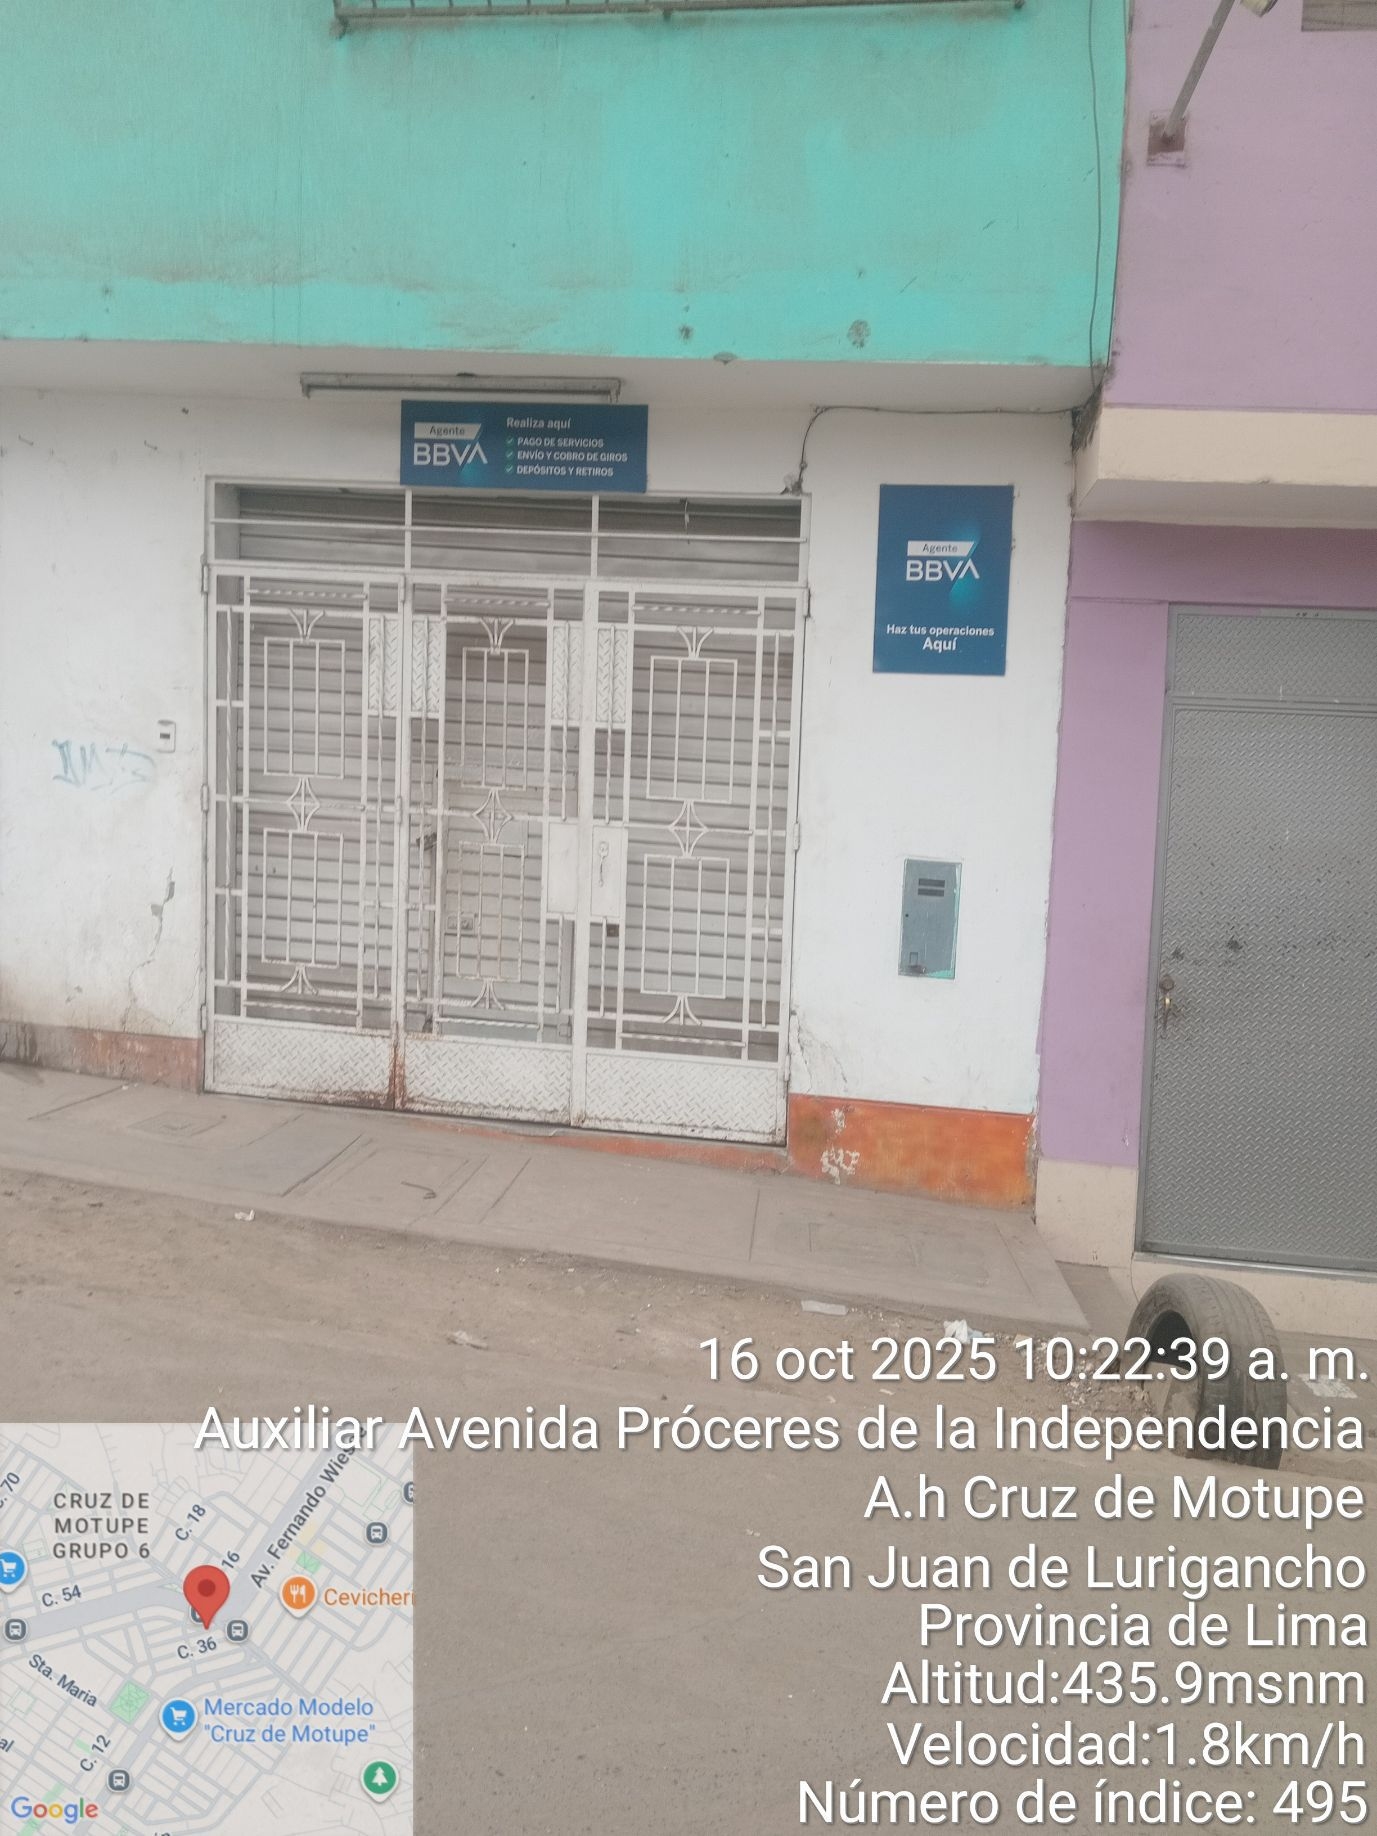 Agente
BBVA
Realiza aquí
PAGO DE SERVICIOS
ENVÍO Y COBRO DE GIROS
DEPÓSITOS Y RETIROS
Agente
BBVA
Haz tus operaciones
Aquí
16 oct 2025 10:22:39 a. m.
Auxiliar Avenida Próceres de la Independencia
A.h Cruz de Motupe
San Juan de Lurigancho
Provincia de Lima
Altitud:435.9msnm
Velocidad:1.8km/h
Número de índice: 495
CRUZ DE
MOTUPE
GRUPO 6
C. 18
16
Av. Fernando Wiess
C. 54
Cevicheri
C. 36
Sta. Maria
Mercado Modelo
"Cruz de Motupe"
C. 12
Google